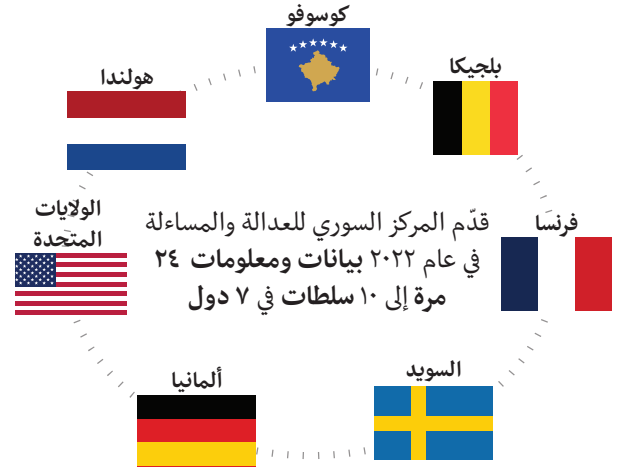 كوسوفو
بلجيكا
هولندا
الولايات
المتحدة
فرنسا
قدّم المركز السوري للعدالة والمساءلة
في عام ٢٠٢٢ بيانات ومعلومات ٢٤
مرة إلى ١٠ سلطات في ٧ دول
السويد
ألمانيا